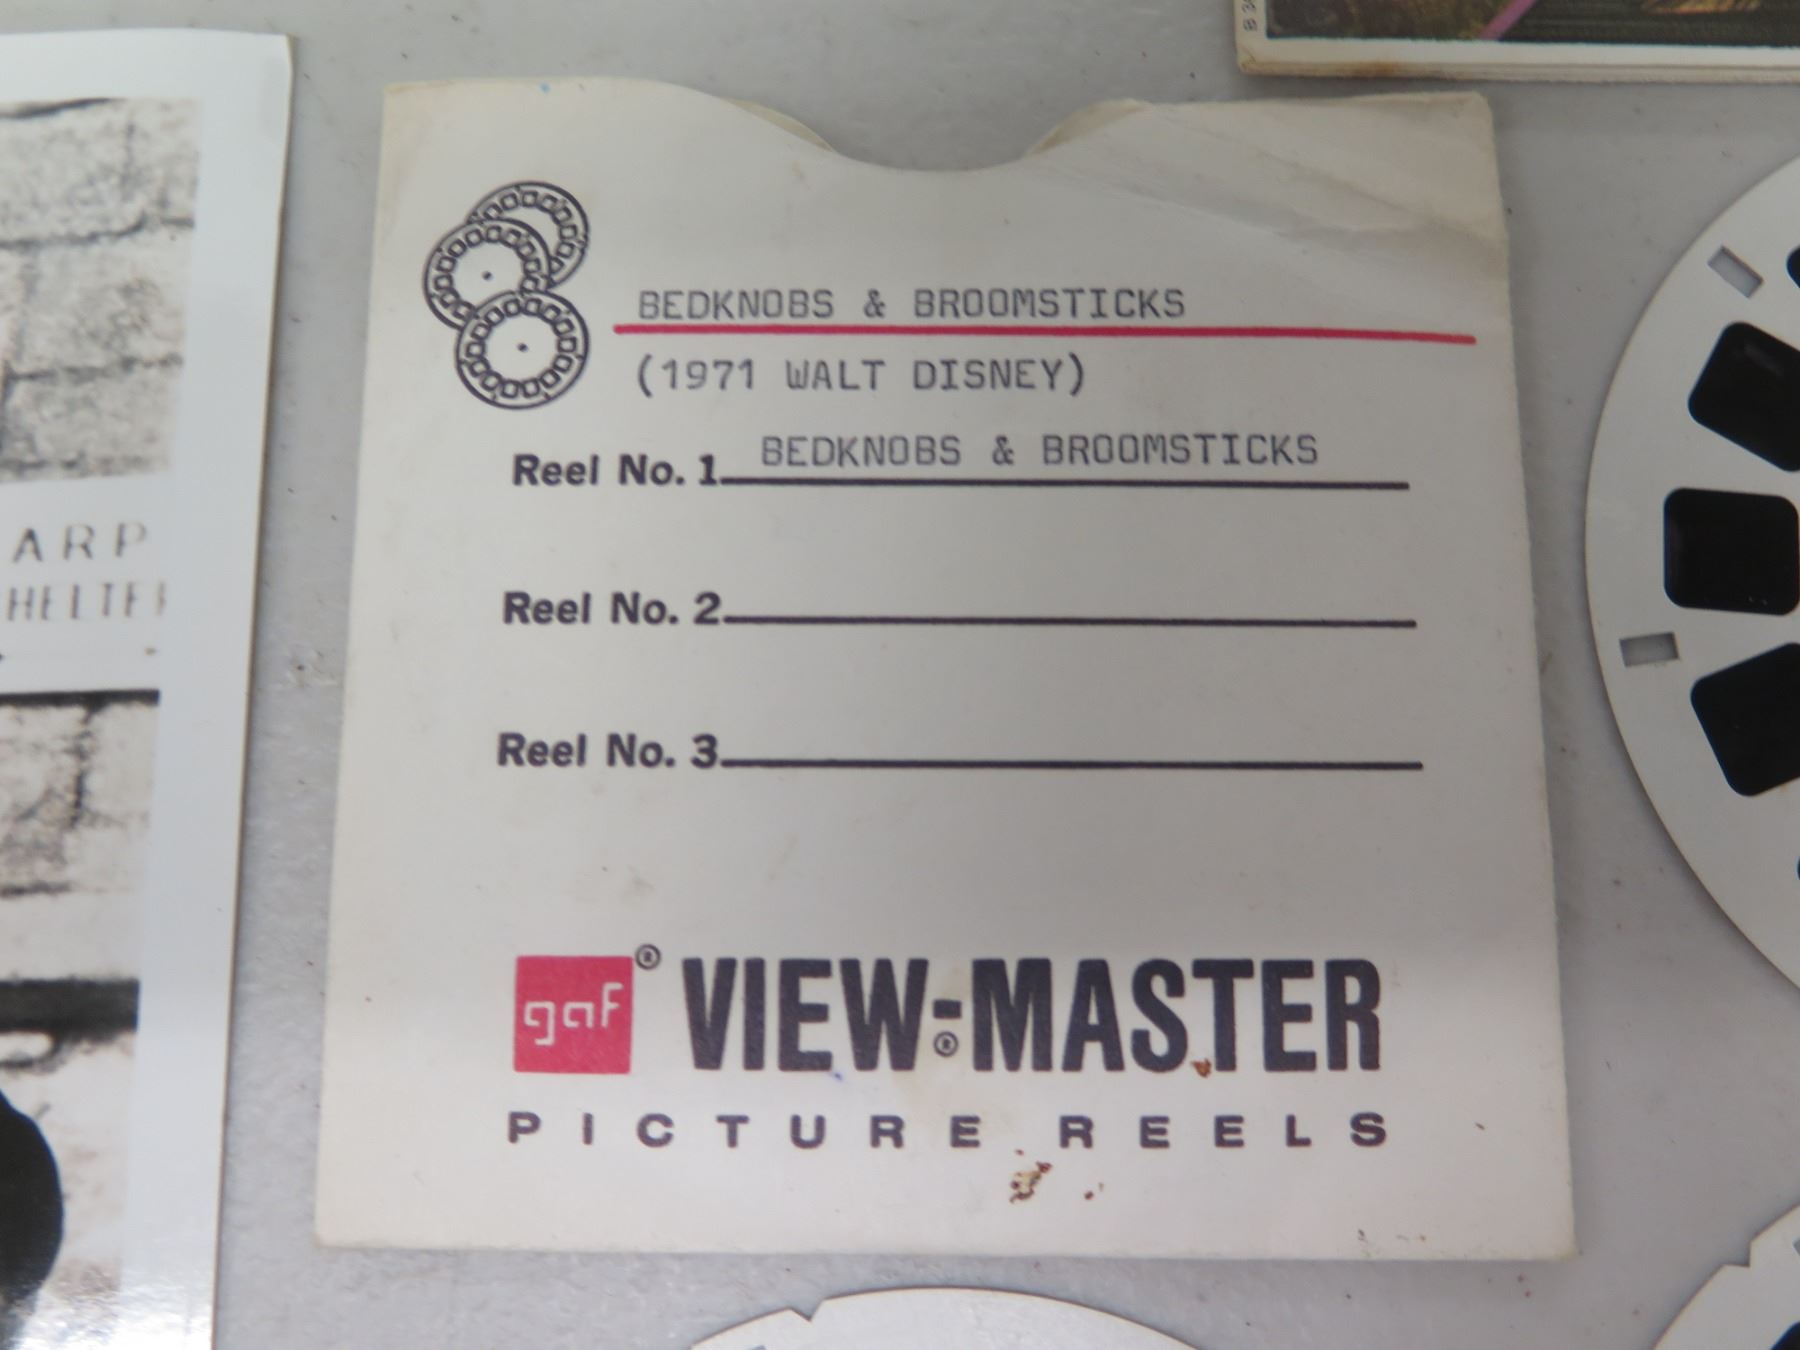 BEDKNOBS & BROOMSTICKS
(1971 WALT DISNEY)
Reel No. 1 BEDKNOBS & BROOMSTICKS
Reel No. 2
Reel No. 3
gaf® VIEW-MASTER®
PICTURE REELS
ARP